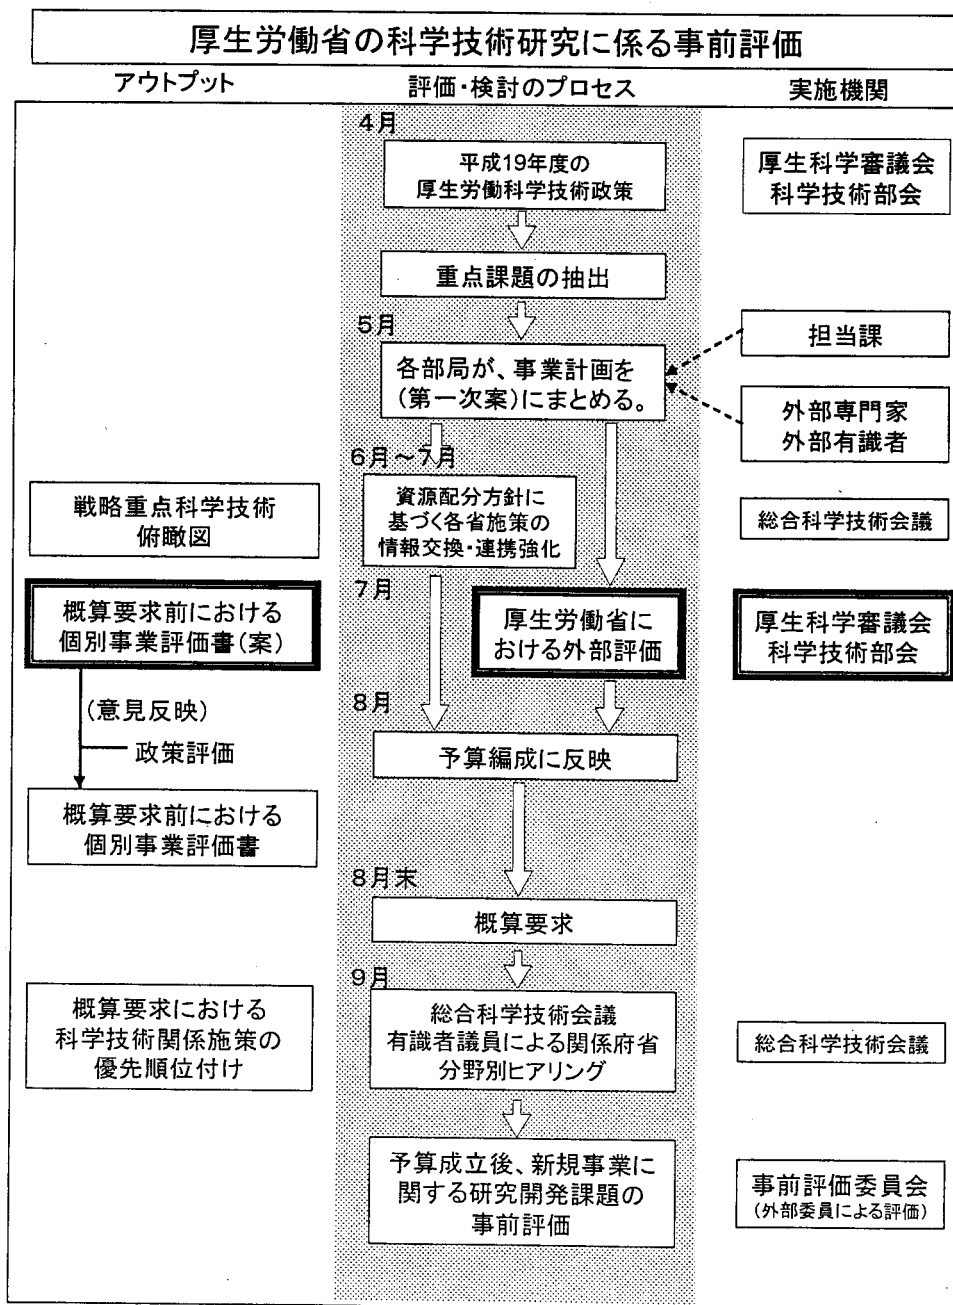 厚生労働省の科学技術研究に係る事前評価
アウトプット
評価・検討のプロセス
実施機関
4月
平成19年度の
厚生労働科学技術政策
厚生科学審議会
科学技術部会
重点課題の抽出
5月
各部局が、事業計画を
(第一次案)にまとめる。
担当課
外部専門家
外部有識者
6月～7月
戦略重点科学技術
俯瞰図
資源配分方針に
基づく各省施策の
情報交換・連携強化
総合科学技術会議
7月
概算要求前における
個別事業評価書(案)
厚生労働省に
おける外部評価
厚生科学審議会
科学技術部会
(意見反映)
政策評価
8月
予算編成に反映
概算要求前における
個別事業評価書
8月末
概算要求
9月
概算要求における
科学技術関係施策の
優先順位付け
総合科学技術会議
有識者議員による関係府省
分野別ヒアリング
総合科学技術会議
予算成立後、新規事業に
関する研究開発課題の
事前評価
事前評価委員会
(外部委員による評価)